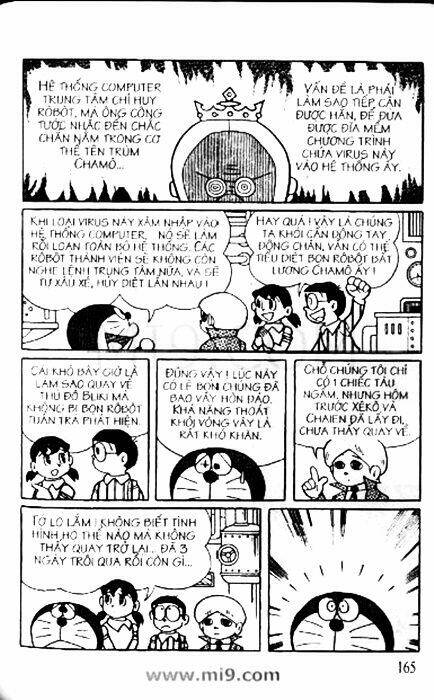 HỆ THỐNG COMPUTER
TRUNG TÂM CHỈ HUY
RÔBỐT, MÀ ÔNG CÔNG
TƯỚC NHẮC ĐẾN CHẮC
CHẮN NẰM TRONG CƠ
THỂ TÊN TRÙM
CHAMÔ...
VẤN ĐỀ LÀ PHẢI
LÀM SAO TIẾP CẬN
ĐƯỢC HẮN, ĐỂ ĐƯA
ĐƯỢC ĐĨA MỀM
CHƯƠNG TRÌNH
CHỨA VIRUS NÀY
VÀO HỆ THỐNG ẤY.
KHI LOẠI VIRUS NÀY XÂM NHẬP VÀO
HỆ THỐNG COMPUTER, NÓ SẼ LÀM
RỐI LOẠN TOÀN BỘ HỆ THỐNG. CÁC
RÔBỐT THÀNH VIÊN SẼ KHÔNG CÒN
NGHE LỆNH TRUNG TÂM NỮA, VÀ SẼ
TỰ XÂU XÉ, HỦY DIỆT LẪN NHAU!
HAY QUÁ! VẬY LÀ CHÚNG
TA KHỎI CẦN ĐỘNG TAY
ĐỘNG CHÂN, VẪN CÓ THỂ
TIÊU DIỆT BỌN RÔBỐT BẤT
LƯƠNG CHAMÔ ẤY!
CÁI KHÓ BÂY GIỜ LÀ
LÀM SAO QUAY VỀ
THỦ ĐÔ BLIKI MÀ
KHÔNG BỊ BỌN RÔBỐT
TUẦN TRA PHÁT HIỆN.
ĐÚNG VẬY! LÚC NÀY
CÓ LẼ BỌN CHÚNG ĐÃ
BAO VÂY HÒN ĐẢO.
KHẢ NĂNG THOÁT
KHỎI VÒNG VÂY LÀ
RẤT KHÓ KHĂN.
CHỖ CHÚNG TÔI CHỈ
CÓ 1 CHIẾC TÀU
NGẦM, NHƯNG HÔM
TRƯỚC XÊKÔ VÀ
CHAIEN ĐÃ LẤY ĐI,
CHƯA THẤY QUAY VỀ.
TỚ LO LẮM! KHÔNG BIẾT TÌNH
HÌNH HỌ THẾ NÀO MÀ KHÔNG
THẤY QUAY TRỞ LẠI... ĐÃ 3
NGÀY TRÔI QUA RỒI CÒN GÌ...
165
www.mi9.com